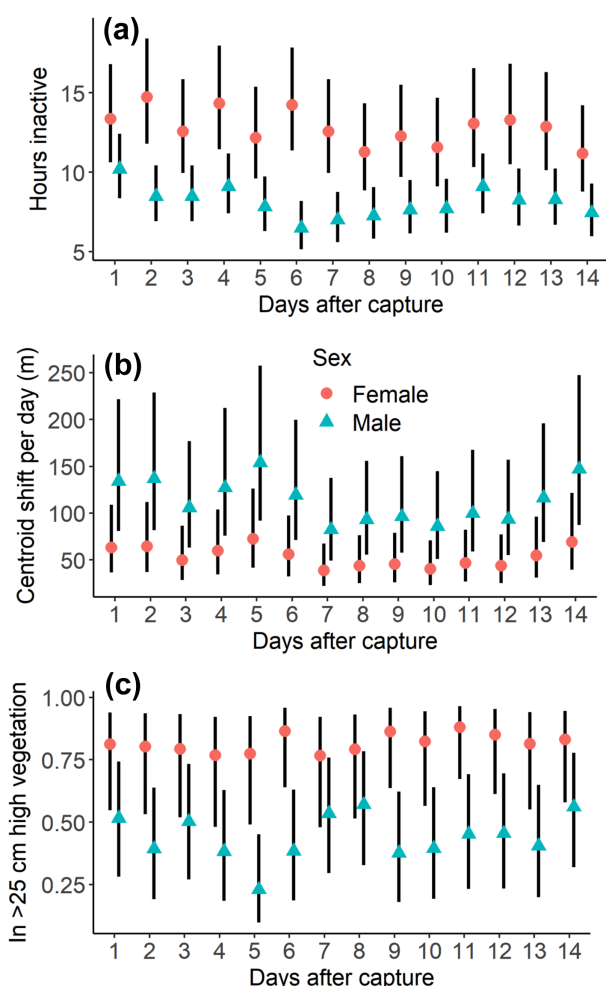 (a)
Hours inactive
15
10
5
1 2 3 4 5 6 7 8 9 10 11 12 13 14
Days after capture
(b)
Centroid shift per day (m)
250
200
150
100
50
Sex
Female
Male
1 2 3 4 5 6 7 8 9 10 11 12 13 14
Days after capture
(c)
In >25 cm high vegetation
1.00
0.75
0.50
0.25
1 2 3 4 5 6 7 8 9 10 11 12 13 14
Days after capture